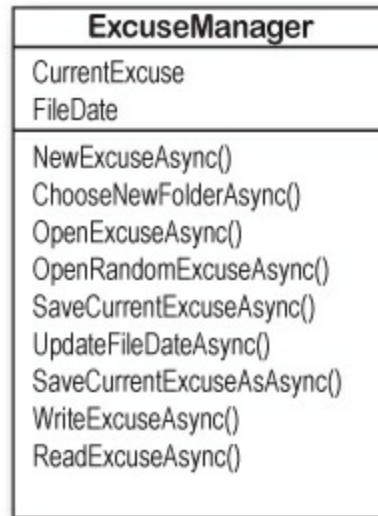 ExcuseManager
CurrentExcuse
FileDate
NewExcuseAsync()
ChooseNewFolderAsync()
OpenExcuseAsync()
OpenRandomExcuseAsync()
SaveCurrentExcuseAsync()
UpdateFileDateAsync()
SaveCurrentExcuseAsAsync()
WriteExcuseAsync()
ReadExcuseAsync()